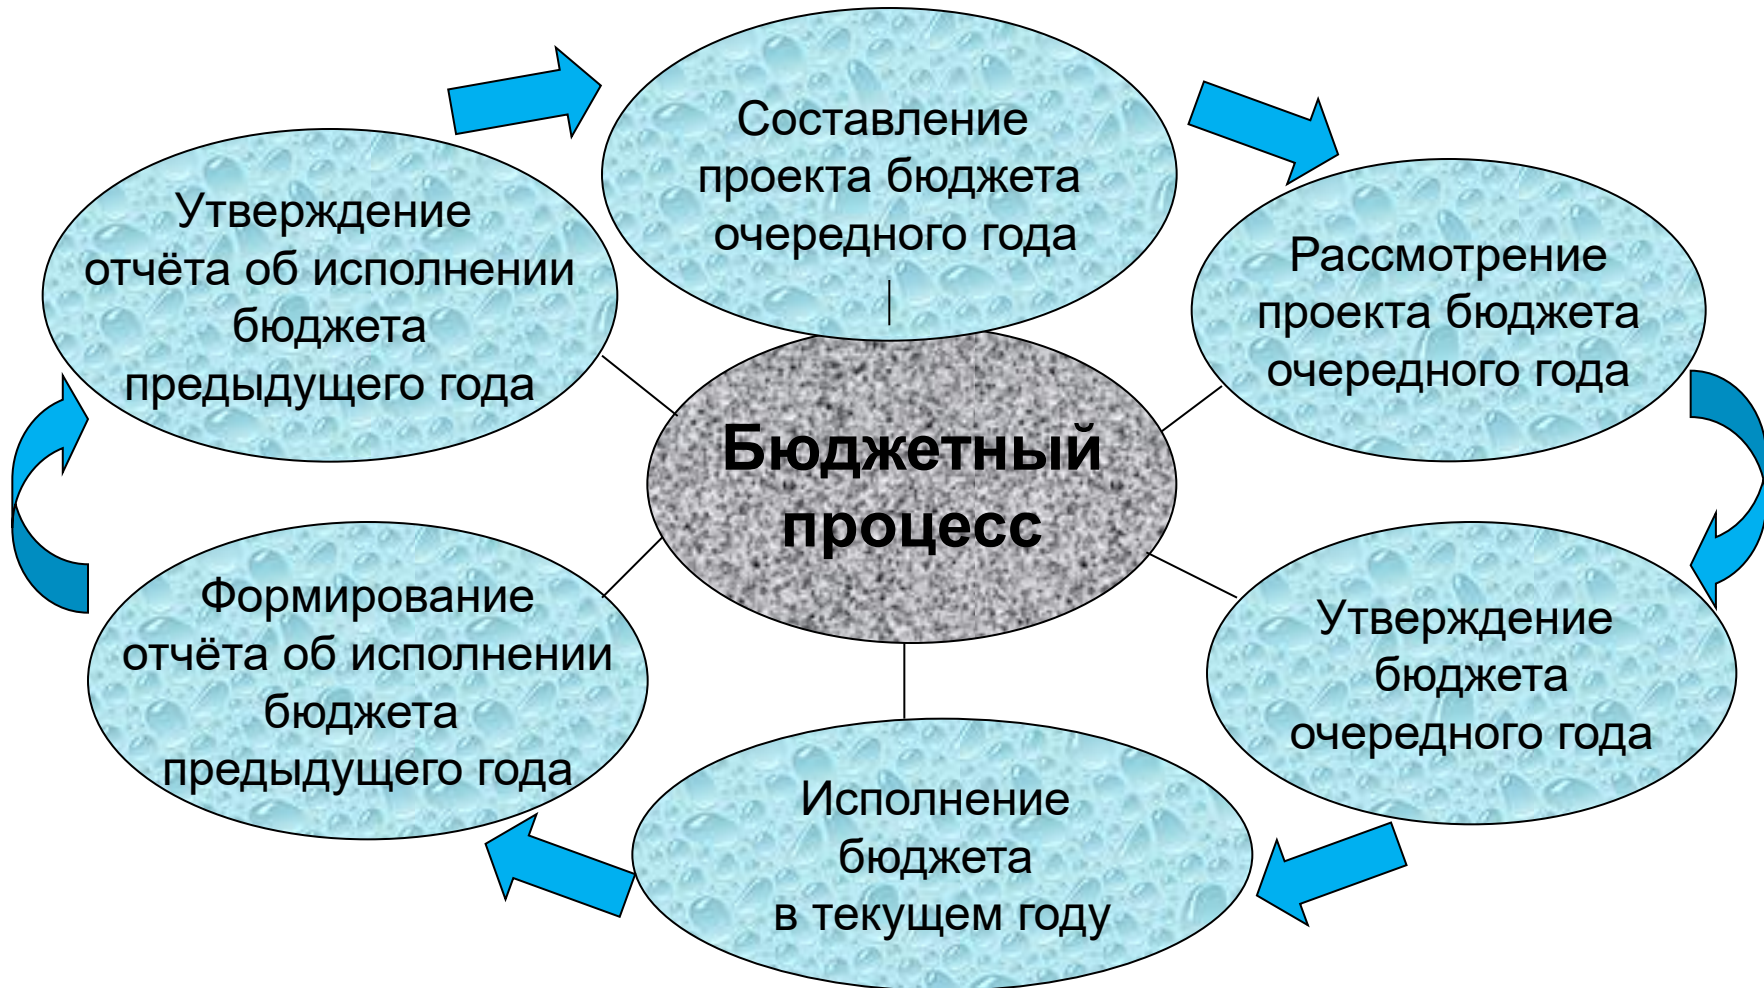 Составление
проекта бюджета
очередного года
Рассмотрение
проекта бюджета
очередного года
Утверждение
бюджета
очередного года
Исполнение
бюджета
в текущем году
Формирование
отчёта об исполнении
бюджета
предыдущего года
Утверждение
отчёта об исполнении
бюджета
предыдущего года
Бюджетный
процесс